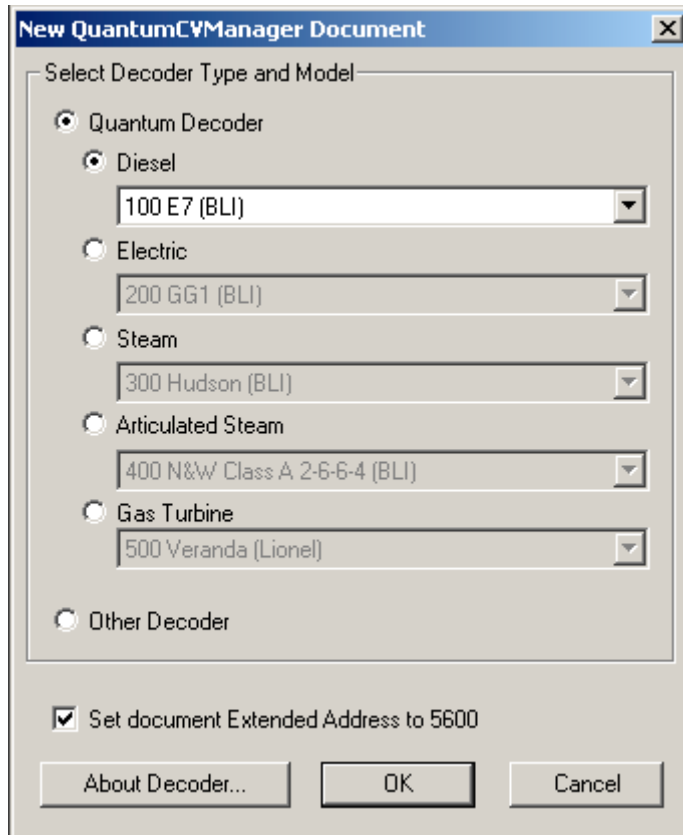 New QuantumCVManager Document
Select Decoder Type and Model
Quantum Decoder
Diesel
100 E7 (BLI)
Electric
200 GG1 (BLI)
Steam
300 Hudson (BLI)
Articulated Steam
400 N&W Class A 2-6-6-4 (BLI)
Gas Turbine
500 Veranda (Lionel)
Other Decoder
Set document Extended Address to 5600
About Decoder... OK Cancel